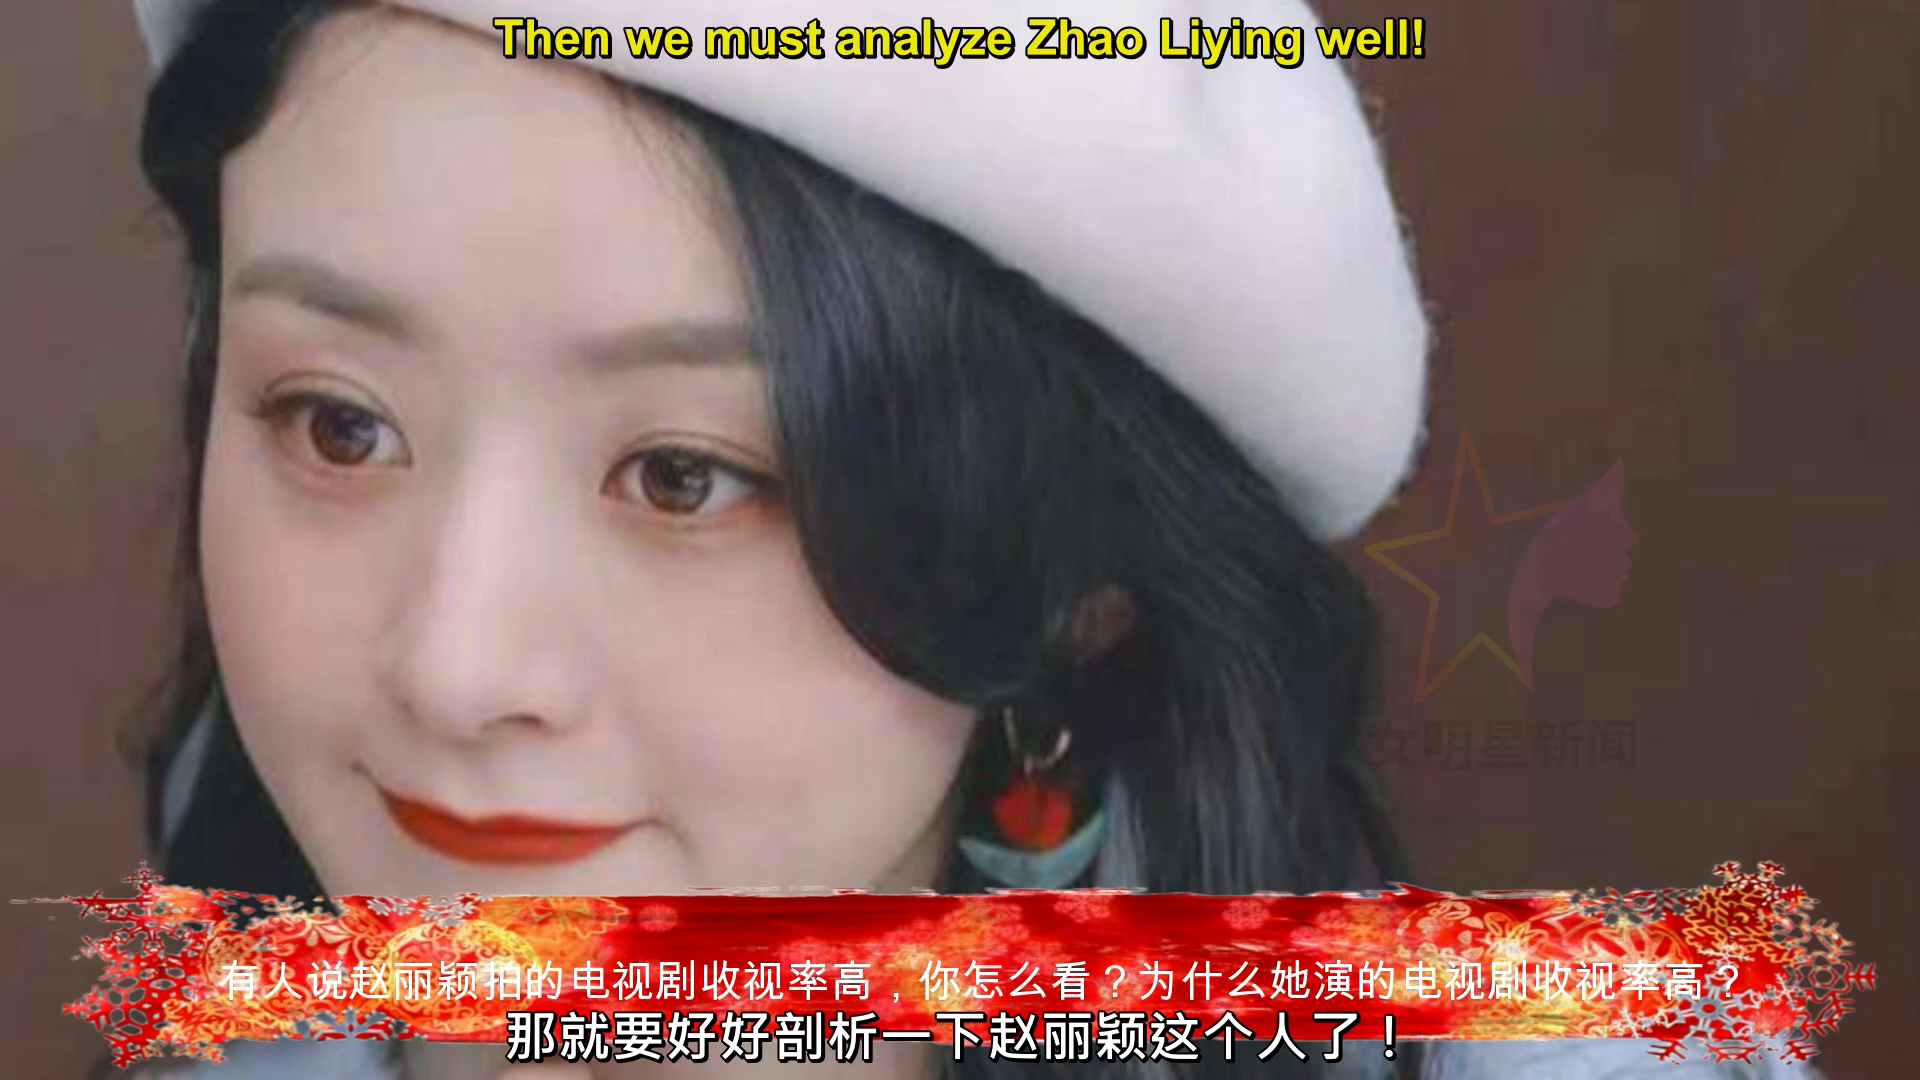 Then we must analyze Zhao Liying well!
女明星新闻
有人说赵丽颖拍的电视剧收视率高，你怎么看？为什么她演的电视剧收视率高？
那就要好好剖析一下赵丽颖这个人了！